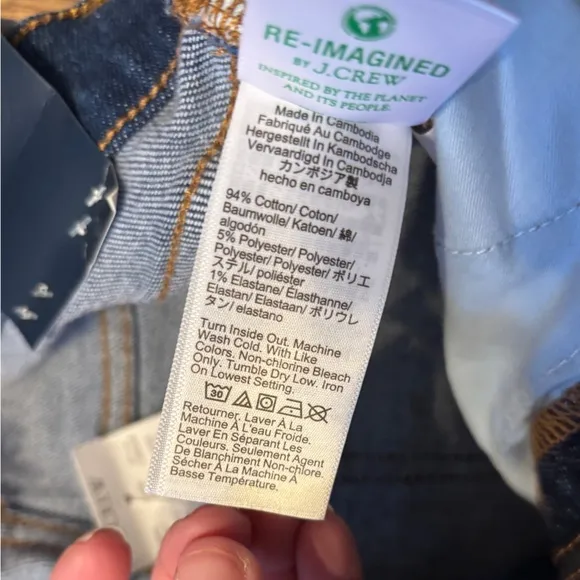 RE-IMAGINED
BY J.CREW
INSPIRED BY THE PLANET
AND ITS PEOPLE
Made In Cambodia
Fabriqué Au Cambodge
Hergestellt In Kambodscha
Vervaardigd In Cambodja
カンボジア製
hecho en camboya
94% Cotton/ Coton/
Baumwolle/ Katoen/ 綿/
algodón
5% Polyester/ Polyester/
Polyester/ Polyester/ ポリエ
ステル/ poliéster
1% Elastane/ Élasthanne/
Elastan/ Elastaan/ ポリウレ
タン/ elastano
Turn Inside Out. Machine
Wash Cold. With Like
Colors. Non-chlorine Bleach
Only. Tumble Dry Low. Iron
On Lowest Setting.
30
Retourner. Laver À La
Machine À L'eau Froide.
Laver En Séparant Les
Couleurs. Seulement Agent
De Blanchiment Non-chlore.
Sécher À La Machine À
Basse Température.